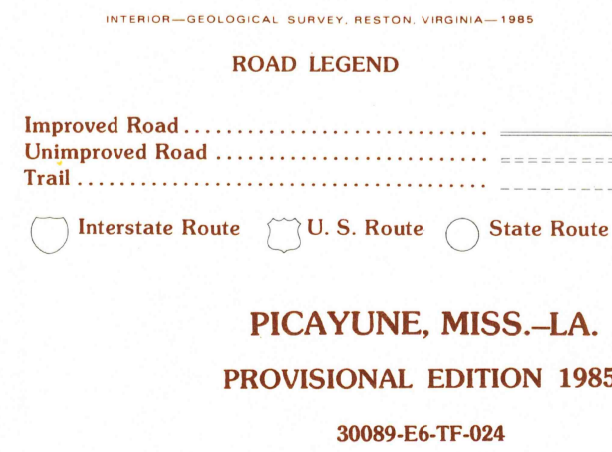 INTERIOR—GEOLOGICAL SURVEY, RESTON, VIRGINIA—1985
ROAD LEGEND
Improved Road
Unimproved Road
Trail
Interstate Route U. S. Route State Route
PICAYUNE, MISS.–LA.
PROVISIONAL EDITION 1985
30089-E6-TF-024